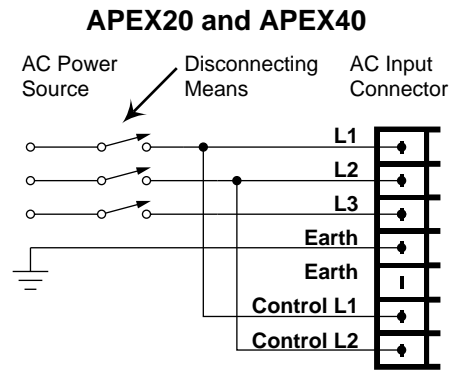 APEX20 and APEX40
AC Power
Source
Disconnecting
Means
AC Input
Connector
L1
L2
L3
Earth
Earth
Control L1
Control L2